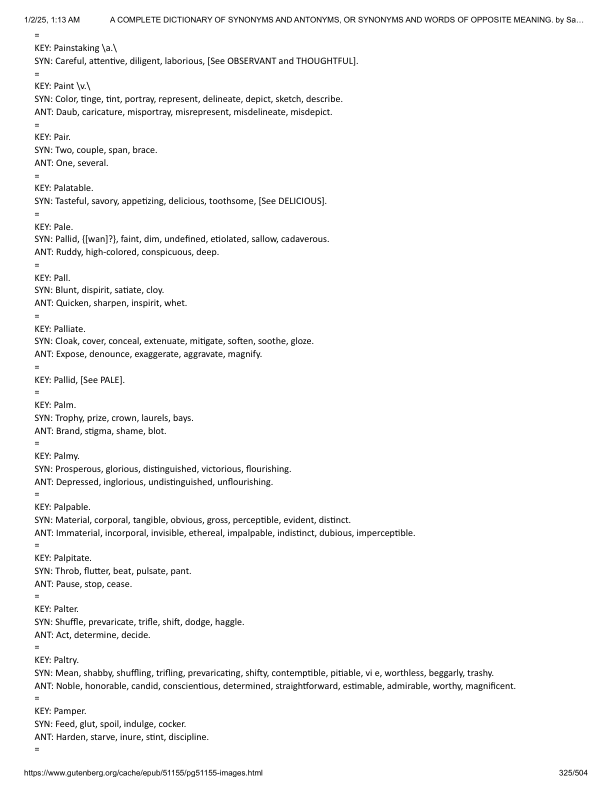 1/2/25, 1:13 AM A COMPLETE DICTIONARY OF SYNONYMS AND ANTONYMS, OR SYNONYMS AND WORDS OF OPPOSITE MEANING. by Sa…
=
KEY: Painstaking \a.\
SYN: Careful, attentive, diligent, laborious, [See OBSERVANT and THOUGHTFUL].
=
KEY: Paint \v.\
SYN: Color, tinge, tint, portray, represent, delineate, depict, sketch, describe.
ANT: Daub, caricature, misportray, misrepresent, misdelineate, misdepict.
=
KEY: Pair.
SYN: Two, couple, span, brace.
ANT: One, several.
=
KEY: Palatable.
SYN: Tasteful, savory, appetizing, delicious, toothsome, [See DELICIOUS].
=
KEY: Pale.
SYN: Pallid, {[wan]?}, faint, dim, undefined, etiolated, sallow, cadaverous.
ANT: Ruddy, high-colored, conspicuous, deep.
=
KEY: Pall.
SYN: Blunt, dispirit, satiate, cloy.
ANT: Quicken, sharpen, inspirit, whet.
=
KEY: Palliate.
SYN: Cloak, cover, conceal, extenuate, mitigate, soften, soothe, gloze.
ANT: Expose, denounce, exaggerate, aggravate, magnify.
=
KEY: Pallid, [See PALE].
=
KEY: Palm.
SYN: Trophy, prize, crown, laurels, bays.
ANT: Brand, stigma, shame, blot.
=
KEY: Palmy.
SYN: Prosperous, glorious, distinguished, victorious, flourishing.
ANT: Depressed, inglorious, undistinguished, unflourishing.
=
KEY: Palpable.
SYN: Material, corporal, tangible, obvious, gross, perceptible, evident, distinct.
ANT: Immaterial, incorporal, invisible, ethereal, impalpable, indistinct, dubious, imperceptible.
=
KEY: Palpitate.
SYN: Throb, flutter, beat, pulsate, pant.
ANT: Pause, stop, cease.
=
KEY: Palter.
SYN: Shuffle, prevaricate, trifle, shift, dodge, haggle.
ANT: Act, determine, decide.
=
KEY: Paltry.
SYN: Mean, shabby, shuffling, trifling, prevaricating, shifty, contemptible, pitiable, vi e, worthless, beggarly, trashy.
ANT: Noble, honorable, candid, conscientious, determined, straightforward, estimable, admirable, worthy, magnificent.
=
KEY: Pamper.
SYN: Feed, glut, spoil, indulge, cocker.
ANT: Harden, starve, inure, stint, discipline.
=
https://www.gutenberg.org/cache/epub/51155/pg51155-images.html 325/504